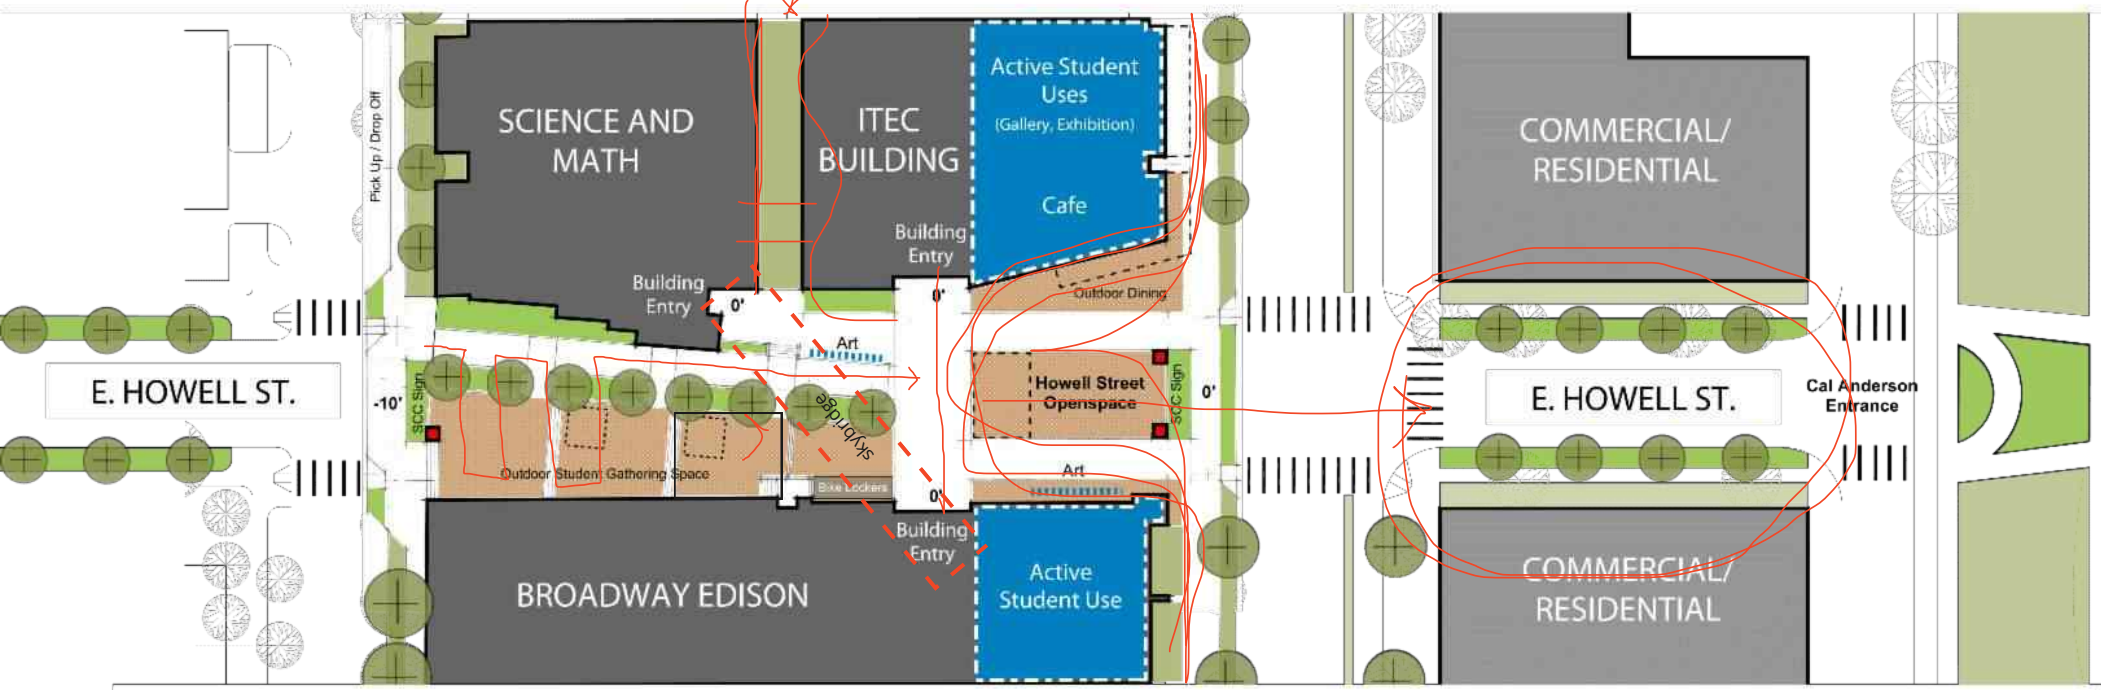 Pick Up / Drop Off
SCIENCE AND
MATH
ITEC
BUILDING
Active Student
Uses
(Gallery, Exhibition)
Cafe
COMMERCIAL/
RESIDENTIAL
Building
Entry
Building
Entry
0'
0'
Outdoor Dining
Art
E. HOWELL ST.
-10'
SCC Sign
skybridge
Howell Street
Openspace
SCC Sign
0'
E. HOWELL ST.
Cal Anderson
Entrance
Outdoor Student Gathering Space
Bike Lockers
0'
Art
Building
Entry
BROADWAY EDISON
Active
Student Use
COMMERCIAL/
RESIDENTIAL